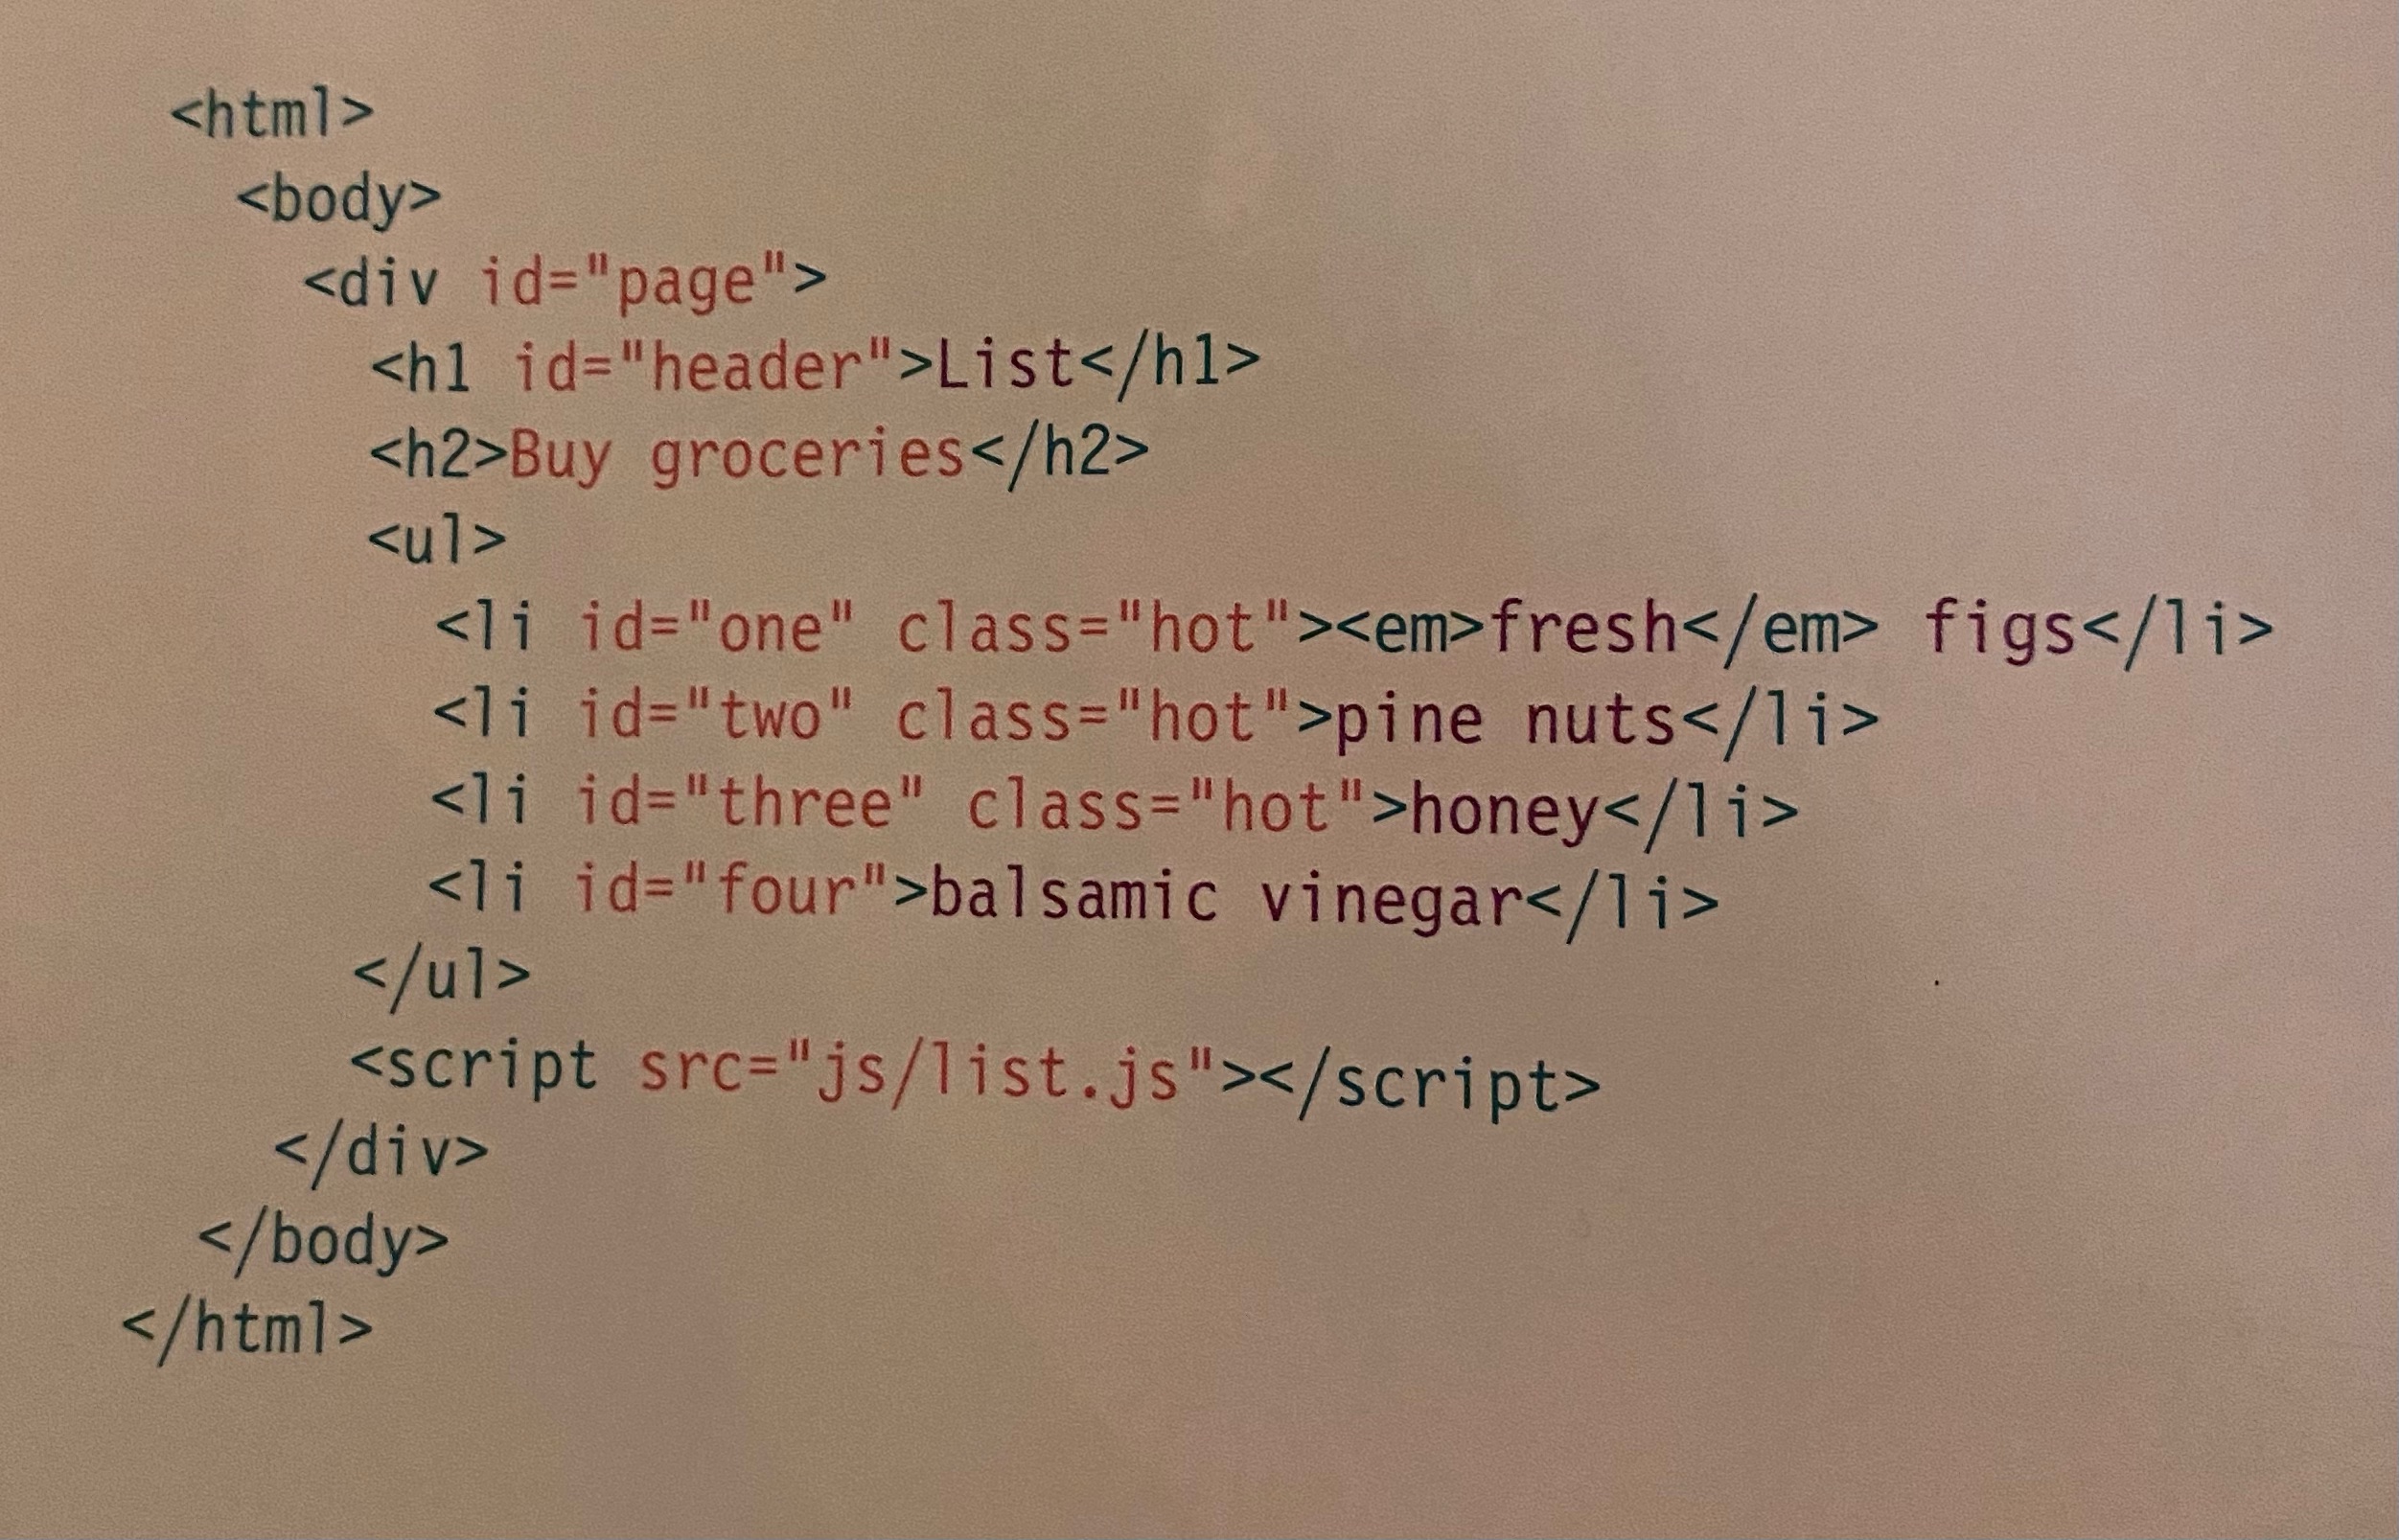 <html>
<body>
<div id="page">
<h1 id="header">List</h1>
<h2>Buy groceries</h2>
<ul>
<li id="one" class="hot"><em>fresh</em> figs</li>
<li id="two" class="hot">pine nuts</li>
<li id="three" class="hot">honey</li>
<li id="four">balsamic vinegar</li>
</ul>
<script src="js/list.js"></script>
</div>
</body>
</html>